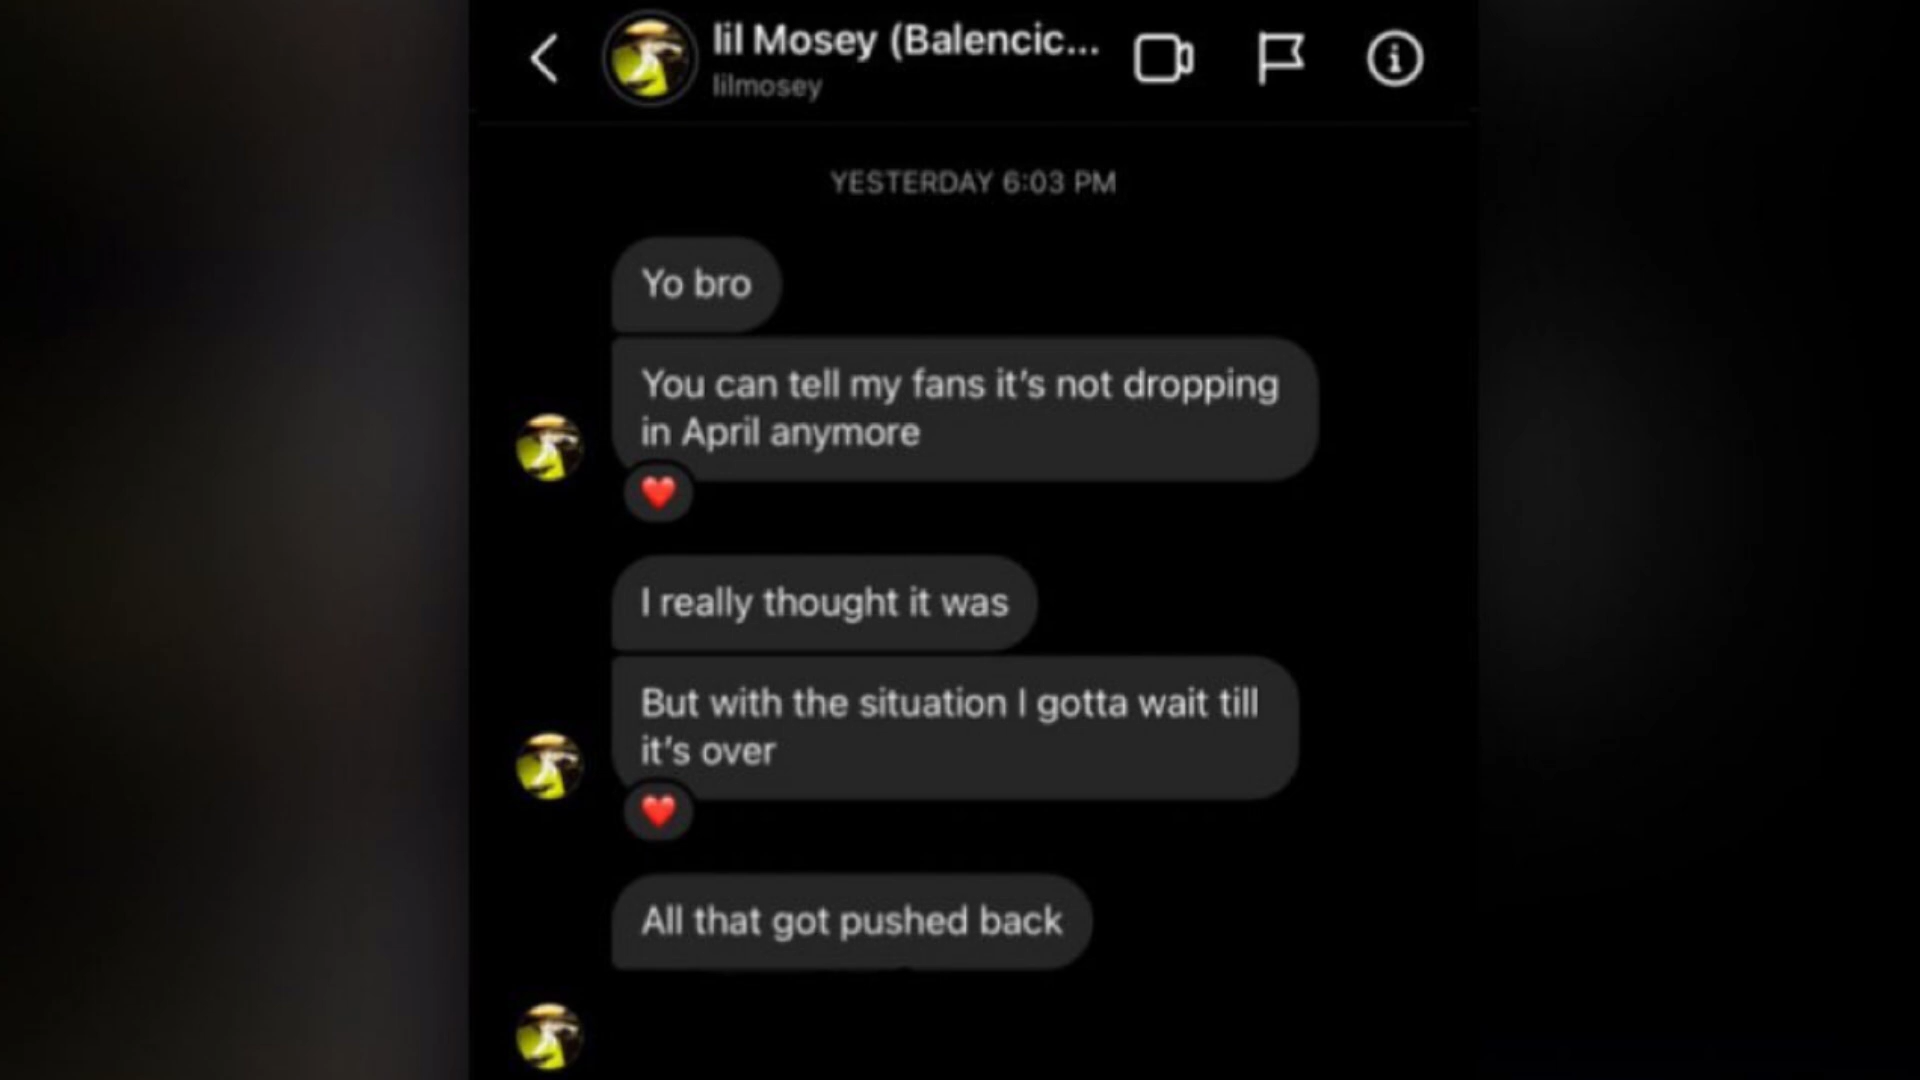 lil Mosey (Balencic...
lilmosey
YESTERDAY 6:03 PM
Yo bro
You can tell my fans it's not dropping
in April anymore
I really thought it was
But with the situation I gotta wait till
it's over
All that got pushed back